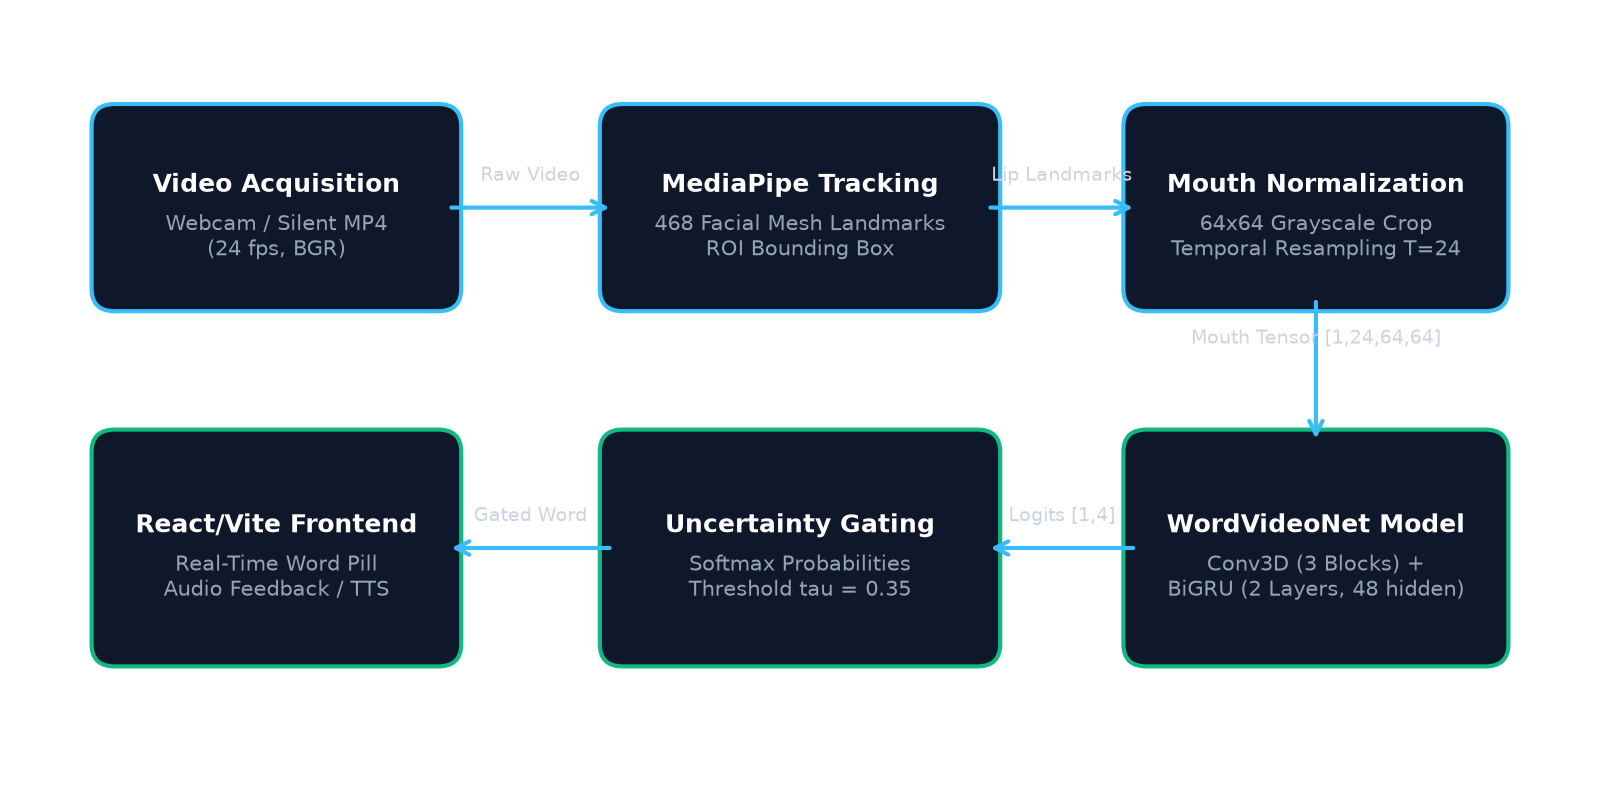 Video Acquisition
Webcam / Silent MP4
(24 fps, BGR)
Raw Video
MediaPipe Tracking
468 Facial Mesh Landmarks
ROI Bounding Box
Lip Landmarks
Mouth Normalization
64x64 Grayscale Crop
Temporal Resampling T=24
Mouth Tensor [1,24,64,64]
WordVideoNet Model
Conv3D (3 Blocks) +
BiGRU (2 Layers, 48 hidden)
Logits [1,4]
Uncertainty Gating
Softmax Probabilities
Threshold tau = 0.35
Gated Word
React/Vite Frontend
Real-Time Word Pill
Audio Feedback / TTS